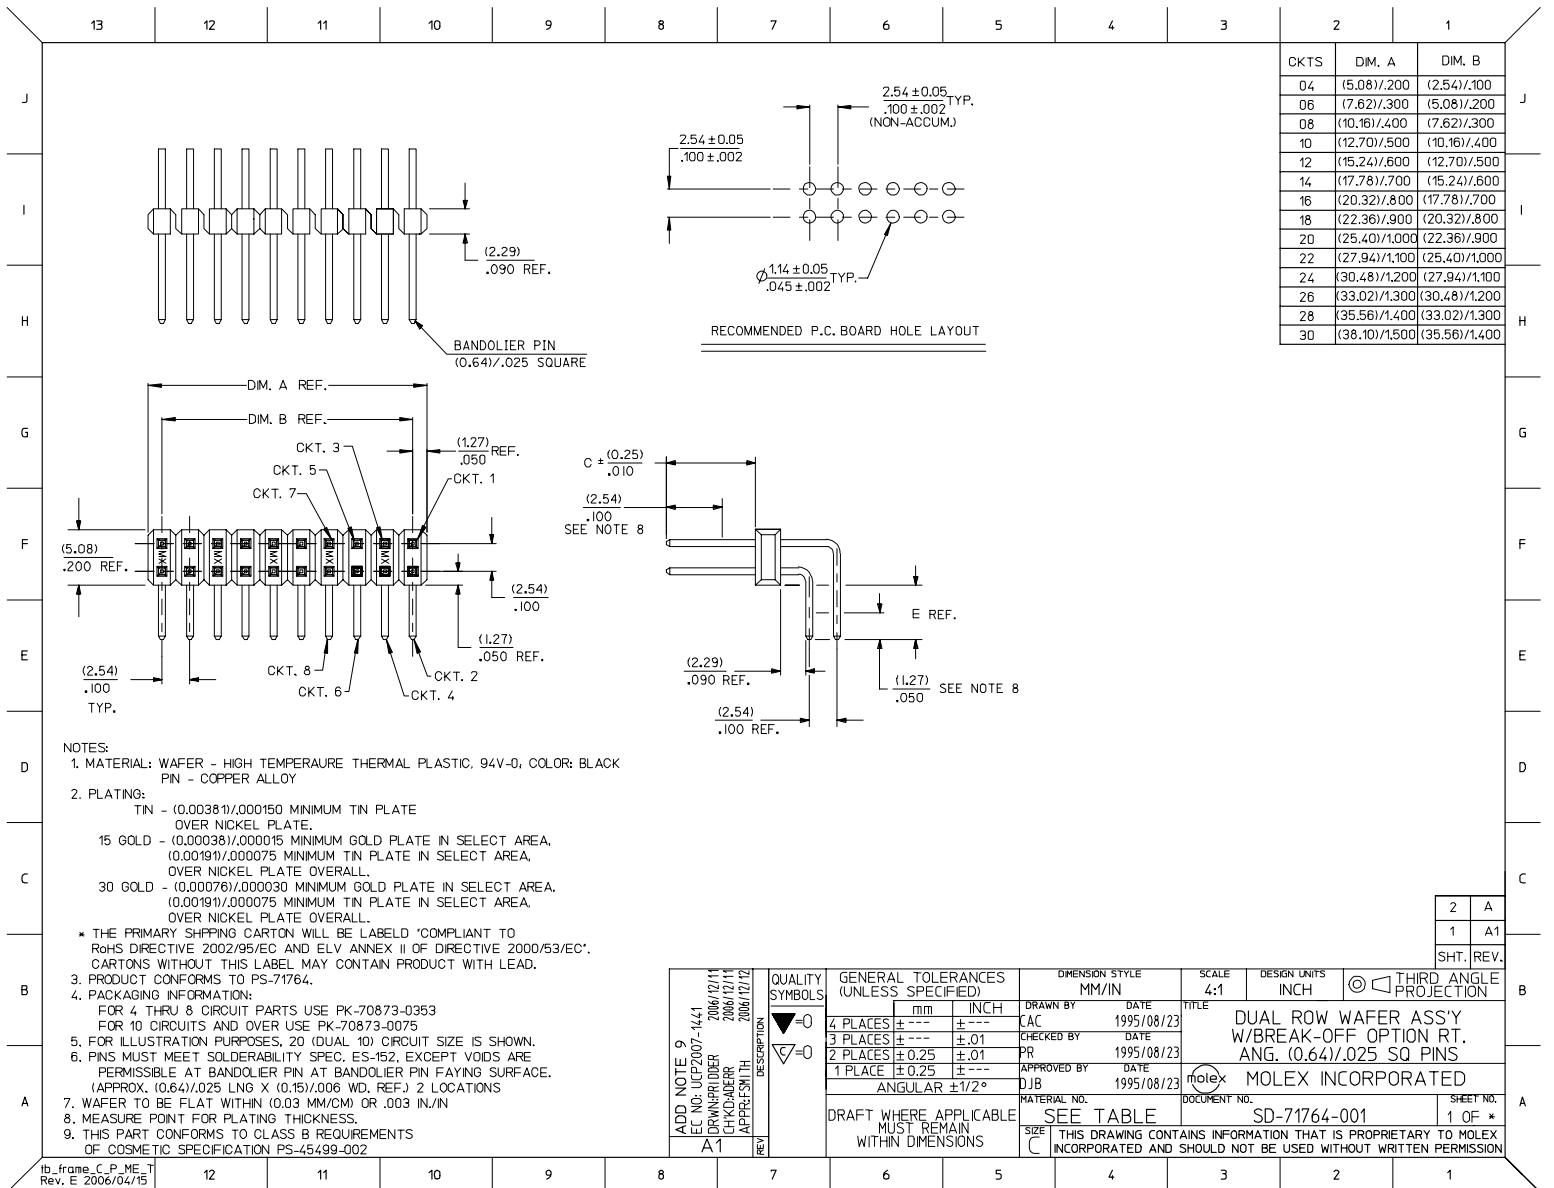 13 12 11 10 9 8 7 6 5 4 3 2 1
J
I
H
G
F
E
D
C
B
A
CKTS DIM. A DIM. B
04 (5.08)/.200 (2.54)/.100
06 (7.62)/.300 (5.08)/.200
08 (10.16)/.400 (7.62)/.300
10 (12.70)/.500 (10.16)/.400
12 (15.24)/.600 (12.70)/.500
14 (17.78)/.700 (15.24)/.600
16 (20.32)/.800 (17.78)/.700
18 (22.36)/.900 (20.32)/.800
20 (25.40)/1.000 (22.36)/.900
22 (27.94)/1.100 (25.40)/1.000
24 (30.48)/1.200 (27.94)/1.100
26 (33.02)/1.300 (30.48)/1.200
28 (35.56)/1.400 (33.02)/1.300
30 (38.10)/1.500 (35.56)/1.400
(2.29)
.090 REF.
BANDOLIER PIN
(0.64)/.025 SQUARE
2.54±0.05
.100±.002 TYP.
(NON-ACCUM.)
2.54±0.05
.100±.002
Ø 1.14±0.05
.045±.002 TYP.
RECOMMENDED P.C. BOARD HOLE LAYOUT
DIM. A REF.
DIM. B REF.
(1.27)
.050 REF.
CKT. 3
CKT. 5
CKT. 7
CKT. 1
(5.08)
.200 REF.
MX MX MX MX
(2.54)
.100
(1.27)
.050 REF.
(2.54)
.100
TYP.
CKT. 8
CKT. 6
CKT. 2
CKT. 4
C ± (0.25)
.010
(2.54)
.100
SEE NOTE 8
E REF.
(2.29)
.090 REF.
(1.27)
.050 SEE NOTE 8
(2.54)
.100 REF.
NOTES:
1. MATERIAL: WAFER - HIGH TEMPERAURE THERMAL PLASTIC, 94V-0, COLOR: BLACK
PIN - COPPER ALLOY
2. PLATING:
TIN - (0.00381)/.000150 MINIMUM TIN PLATE
OVER NICKEL PLATE.
15 GOLD - (0.00038)/.000015 MINIMUM GOLD PLATE IN SELECT AREA,
(0.00191)/.000075 MINIMUM TIN PLATE IN SELECT AREA,
OVER NICKEL PLATE OVERALL.
30 GOLD - (0.00076)/.000030 MINIMUM GOLD PLATE IN SELECT AREA,
(0.00191)/.000075 MINIMUM TIN PLATE IN SELECT AREA,
OVER NICKEL PLATE OVERALL.
* THE PRIMARY SHPPING CARTON WILL BE LABELD "COMPLIANT TO
RoHS DIRECTIVE 2002/95/EC AND ELV ANNEX II OF DIRECTIVE 2000/53/EC".
CARTONS WITHOUT THIS LABEL MAY CONTAIN PRODUCT WITH LEAD.
3. PRODUCT CONFORMS TO PS-71764.
4. PACKAGING INFORMATION:
FOR 4 THRU 8 CIRCUIT PARTS USE PK-70873-0353
FOR 10 CIRCUITS AND OVER USE PK-70873-0075
5. FOR ILLUSTRATION PURPOSES, 20 (DUAL 10) CIRCUIT SIZE IS SHOWN.
6. PINS MUST MEET SOLDERABILITY SPEC. ES-152, EXCEPT VOIDS ARE
PERMISSIBLE AT BANDOLIER PIN AT BANDOLIER PIN FAYING SURFACE.
(APPROX. (0.64)/.025 LNG X (0.15)/.006 WD. REF.) 2 LOCATIONS
7. WAFER TO BE FLAT WITHIN (0.03 MM/CM) OR .003 IN./IN
8. MEASURE POINT FOR PLATING THICKNESS.
9. THIS PART CONFORMS TO CLASS B REQUIREMENTS
OF COSMETIC SPECIFICATION PS-45499-002
2 A
1 A1
SHT. REV.
ADD NOTE 9
EC NO: UCP2007-1441
DRWN:PRIDDER 2006/12/11
CH'KD:ADERR 2006/12/11
APPR:FSMITH 2006/12/12
A1
REV DESCRIPTION
QUALITY
SYMBOLS
=0
C =0
GENERAL TOLERANCES
(UNLESS SPECIFIED)
mm INCH
4 PLACES ±--- ±---
3 PLACES ±--- ±.01
2 PLACES ±0.25 ±.01
1 PLACE ±0.25 ±---
ANGULAR ±1/2°
DRAFT WHERE APPLICABLE
MUST REMAIN
WITHIN DIMENSIONS
DIMENSION STYLE
MM/IN
SCALE
4:1
DESIGN UNITS
INCH
THIRD ANGLE
PROJECTION
DRAWN BY DATE
CAC 1995/08/23
CHECKED BY DATE
PR 1995/08/23
APPROVED BY DATE
DJB 1995/08/23
TITLE
DUAL ROW WAFER ASS'Y
W/BREAK-OFF OPTION RT.
ANG. (0.64)/.025 SQ PINS
molex MOLEX INCORPORATED
MATERIAL NO.
SEE TABLE
DOCUMENT NO.
SD-71764-001
SHEET NO.
1 OF *
SIZE
C
THIS DRAWING CONTAINS INFORMATION THAT IS PROPRIETARY TO MOLEX
INCORPORATED AND SHOULD NOT BE USED WITHOUT WRITTEN PERMISSION
J
I
H
G
F
E
D
C
B
A
tb_frame_C_P_ME_T
Rev. E 2006/04/15
12 11 10 9 8 7 6 5 4 3 2 1